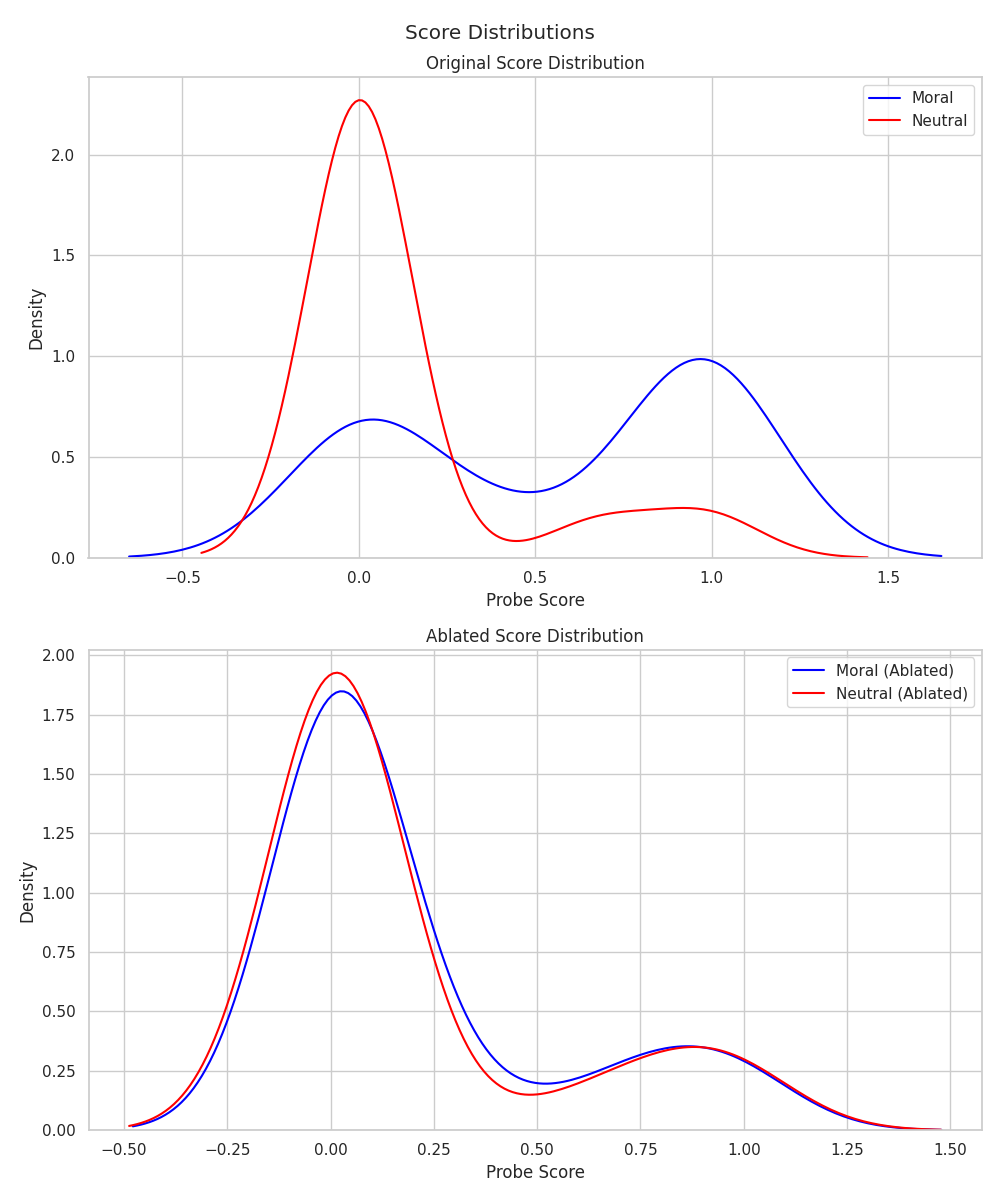 Score Distributions
Original Score Distribution
Moral
Neutral
2.0
1.5
1.0
0.5
0.0
Density
−0.5 0.0 0.5 1.0 1.5
Probe Score
Ablated Score Distribution
Moral (Ablated)
Neutral (Ablated)
2.00
1.75
1.50
1.25
1.00
0.75
0.50
0.25
0.00
Density
−0.50 −0.25 0.00 0.25 0.50 0.75 1.00 1.25 1.50
Probe Score